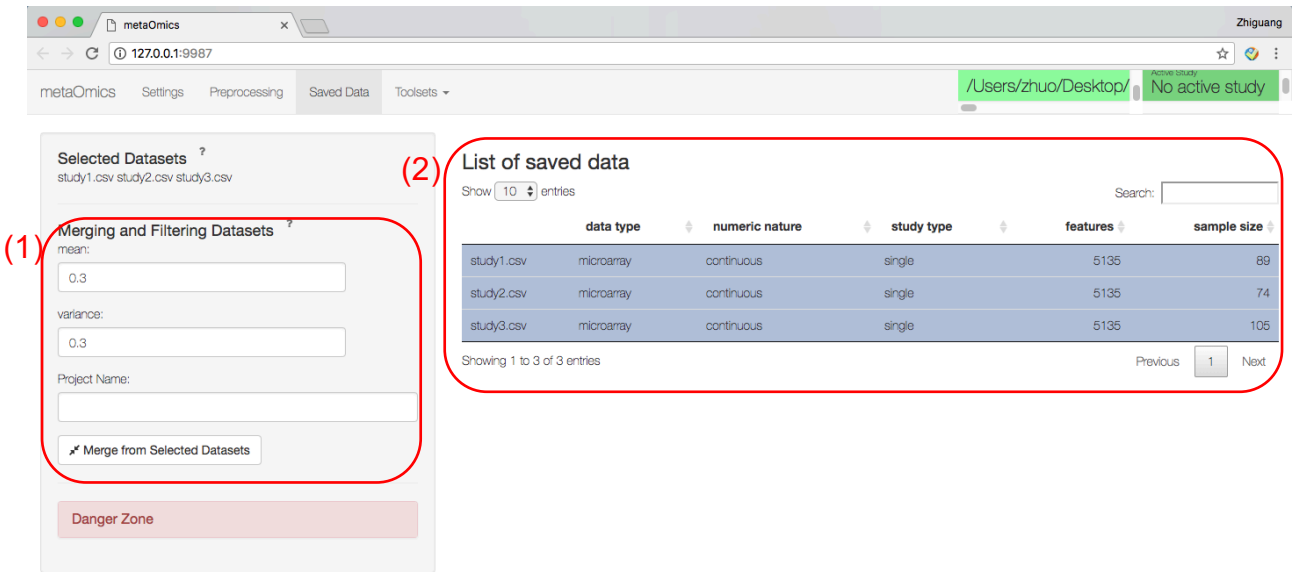 metaOmics
Zhiguang
127.0.0.1:9987
metaOmics Settings Preprocessing Saved Data Toolsets
/Users/zhuo/Desktop/
Active Study
No active study
Selected Datasets ?
study1.csv study2.csv study3.csv
(1)
Merging and Filtering Datasets ?
mean:
0.3
variance:
0.3
Project Name:
Merge from Selected Datasets
Danger Zone
(2)
List of saved data
Show 10 entries
Search:
data type numeric nature study type features sample size
study1.csv microarray continuous single 5135 89
study2.csv microarray continuous single 5135 74
study3.csv microarray continuous single 5135 105
Showing 1 to 3 of 3 entries
Previous 1 Next